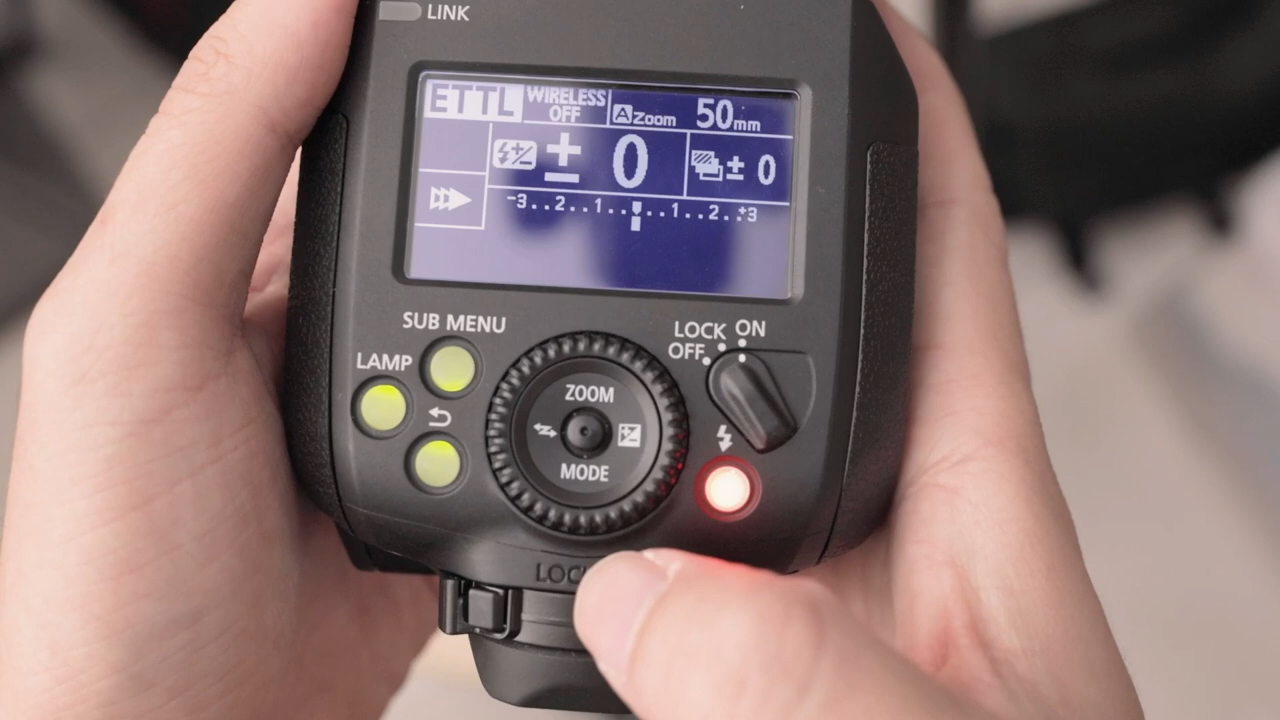 LINK
ETTL
WIRELESS
OFF
A Zoom 50mm
± 0
± 0
-3..2..1..▮..1..2..+3
SUB MENU
LAMP
LOCK
ON
OFF
ZOOM
MODE
LOC